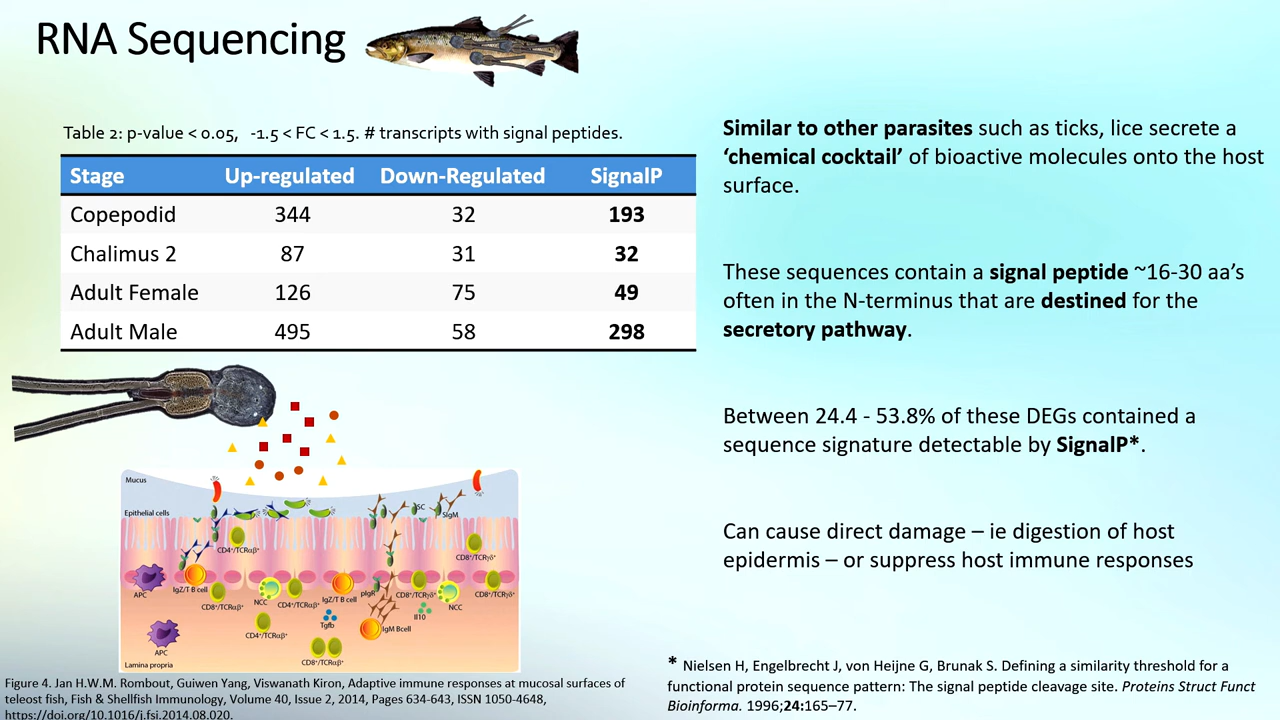 RNA Sequencing
Table 2: p-value < 0.05, -1.5 < FC < 1.5. # transcripts with signal peptides.
Stage Up-regulated Down-Regulated SignalP
Copepodid 344 32 193
Chalimus 2 87 31 32
Adult Female 126 75 49
Adult Male 495 58 298
Similar to other parasites such as ticks, lice secrete a
‘chemical cocktail’ of bioactive molecules onto the host
surface.
These sequences contain a signal peptide ~16-30 aa’s
often in the N-terminus that are destined for the
secretory pathway.
Between 24.4 - 53.8% of these DEGs contained a
sequence signature detectable by SignalP*.
Can cause direct damage – ie digestion of host
epidermis – or suppress host immune responses
Mucus
Epithelial cells
SC
SIgM
CD4⁺/TCRαβ⁺
CD8⁺/TCRγδ⁺
APC
IgZ/T B cell
CD8⁺/TCRαβ⁺
NCC
CD4⁺/TCRαβ⁺
IgZ/T B cell
pIgR
CD8⁺/TCRγδ⁺
NCC
CD8⁺/TCRγδ⁺
Tgfb
Il10
CD4⁺/TCRαβ⁺
IgM Bcell
APC
CD8⁺/TCRαβ⁺
Lamina propria
Figure 4. Jan H.W.M. Rombout, Guiwen Yang, Viswanath Kiron, Adaptive immune responses at mucosal surfaces of
teleost fish, Fish & Shellfish Immunology, Volume 40, Issue 2, 2014, Pages 634-643, ISSN 1050-4648,
https://doi.org/10.1016/j.fsi.2014.08.020.
* Nielsen H, Engelbrecht J, von Heijne G, Brunak S. Defining a similarity threshold for a
functional protein sequence pattern: The signal peptide cleavage site. Proteins Struct Funct
Bioinforma. 1996;24:165–77.